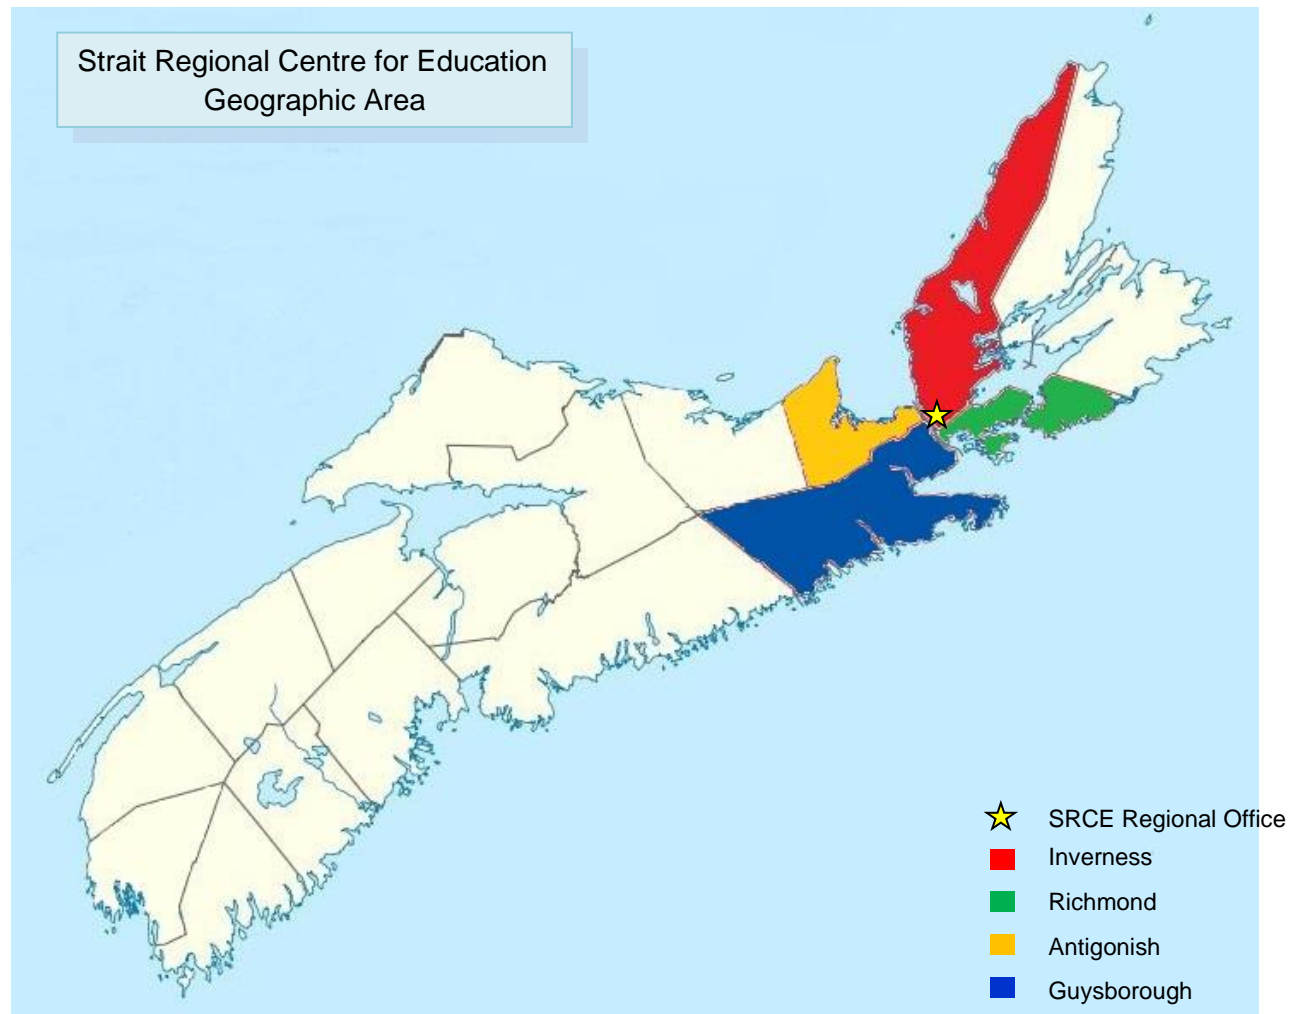 Strait Regional Centre for Education
Geographic Area
SRCE Regional Office
Inverness
Richmond
Antigonish
Guysborough